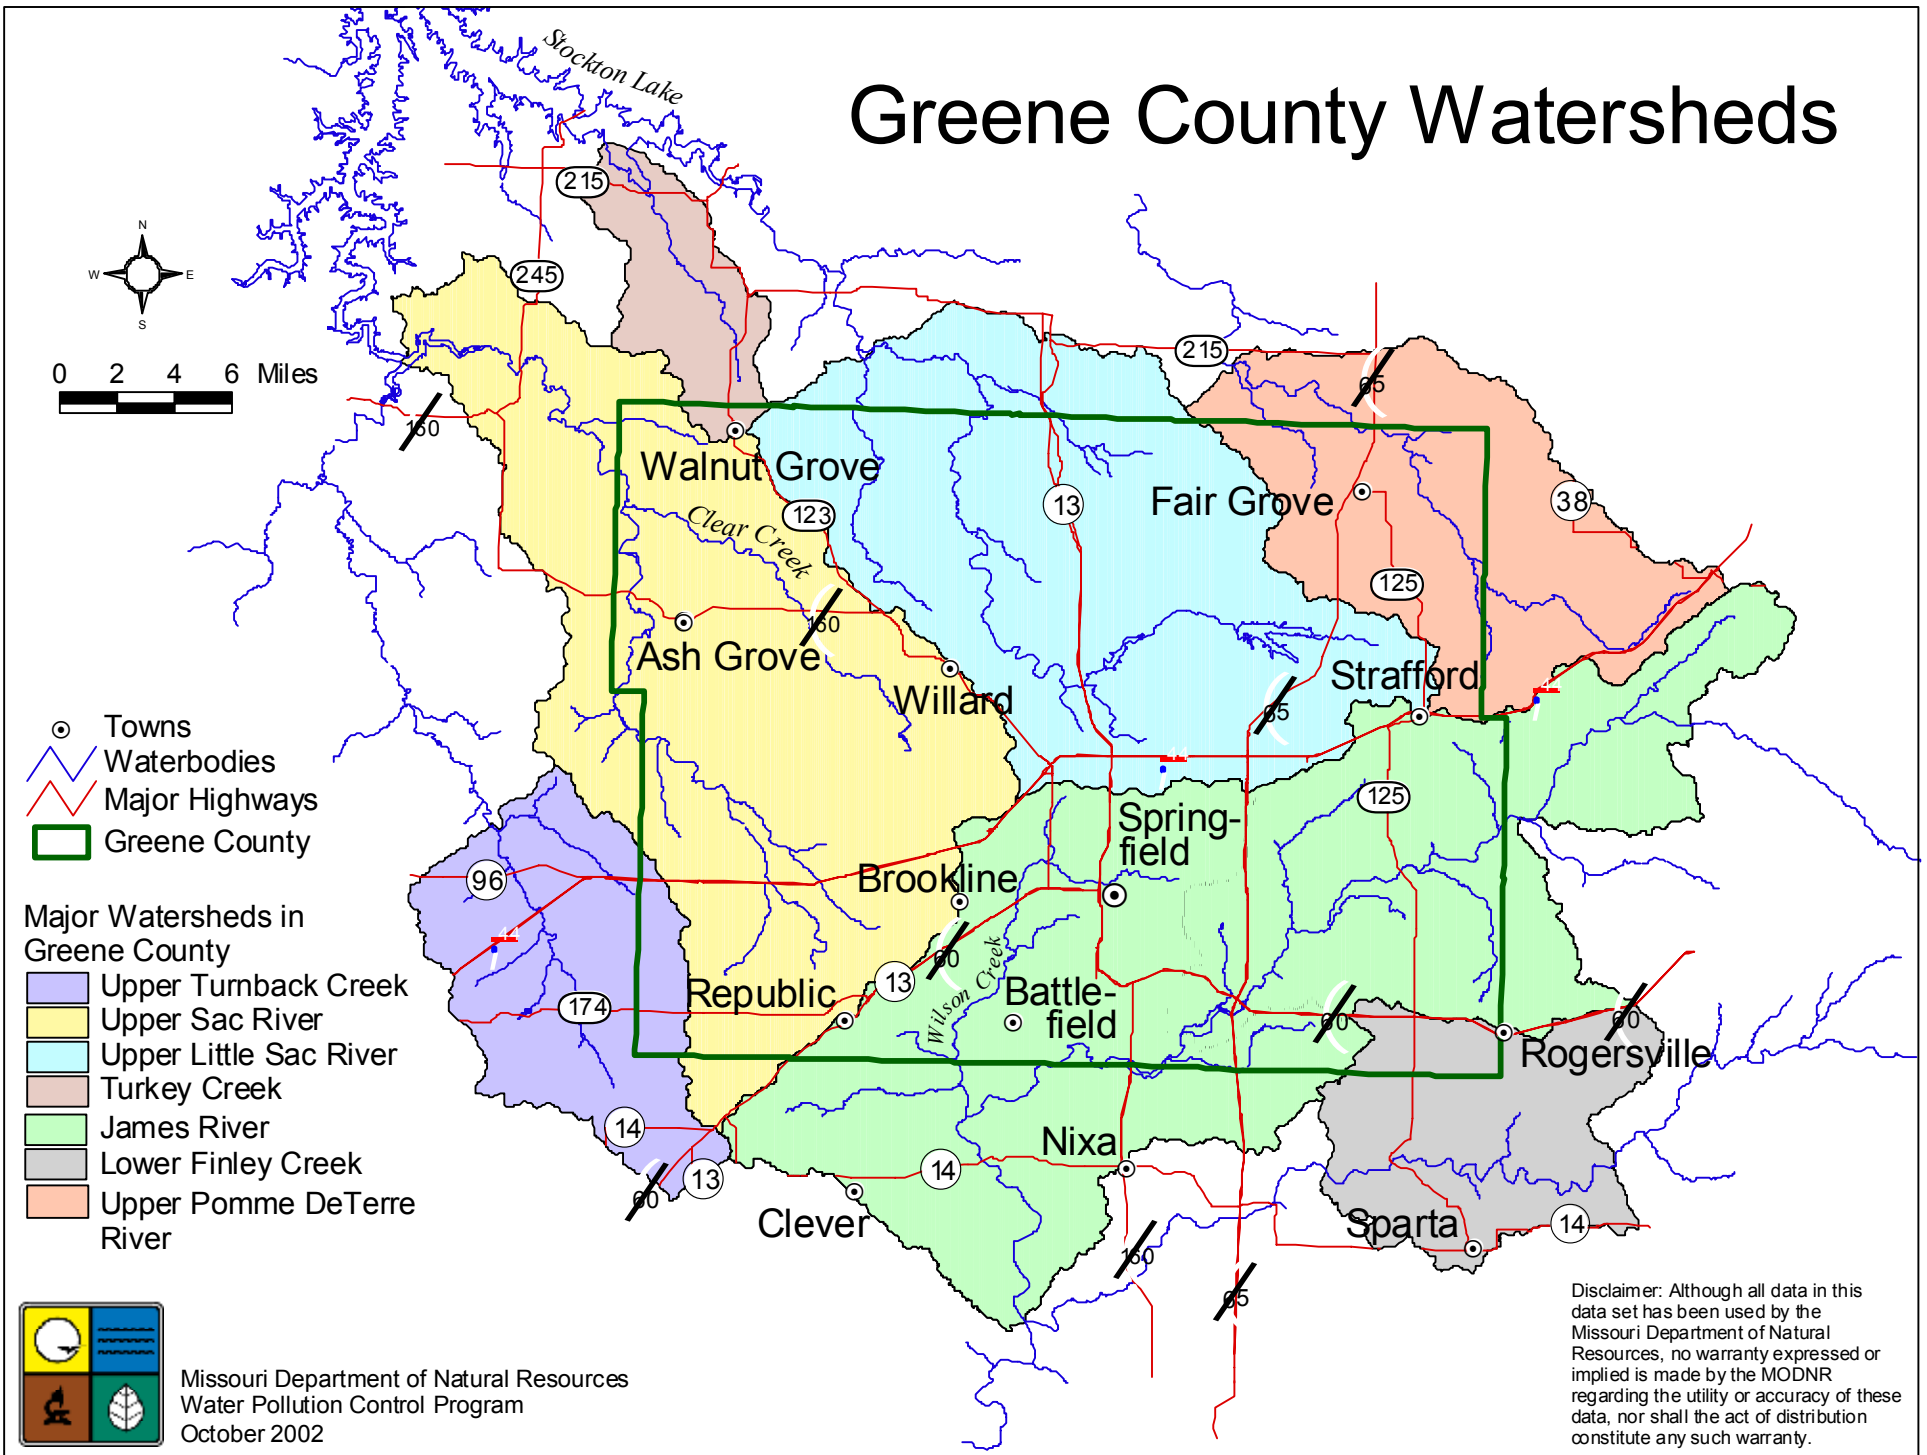 Greene County Watersheds
Stockton Lake
215
245
N
W E
S
0 2 4 6 Miles
215
65
160
Walnut Grove
Clear Creek
123
13
Fair Grove
38
125
160
Ash Grove
Willard
Strafford
44
65
44
125
Spring-
field
Brookline
96
44
60
Wilson Creek
13
Republic
174
Battle-
field
60
60
Rogersville
14
13
60
Nixa
14
Clever
160
65
Sparta
14
Towns
Waterbodies
Major Highways
Greene County
Major Watersheds in
Greene County
Upper Turnback Creek
Upper Sac River
Upper Little Sac River
Turkey Creek
James River
Lower Finley Creek
Upper Pomme DeTerre
River
Missouri Department of Natural Resources
Water Pollution Control Program
October 2002
Disclaimer: Although all data in this
data set has been used by the
Missouri Department of Natural
Resources, no warranty expressed or
implied is made by the MODNR
regarding the utility or accuracy of these
data, nor shall the act of distribution
constitute any such warranty.